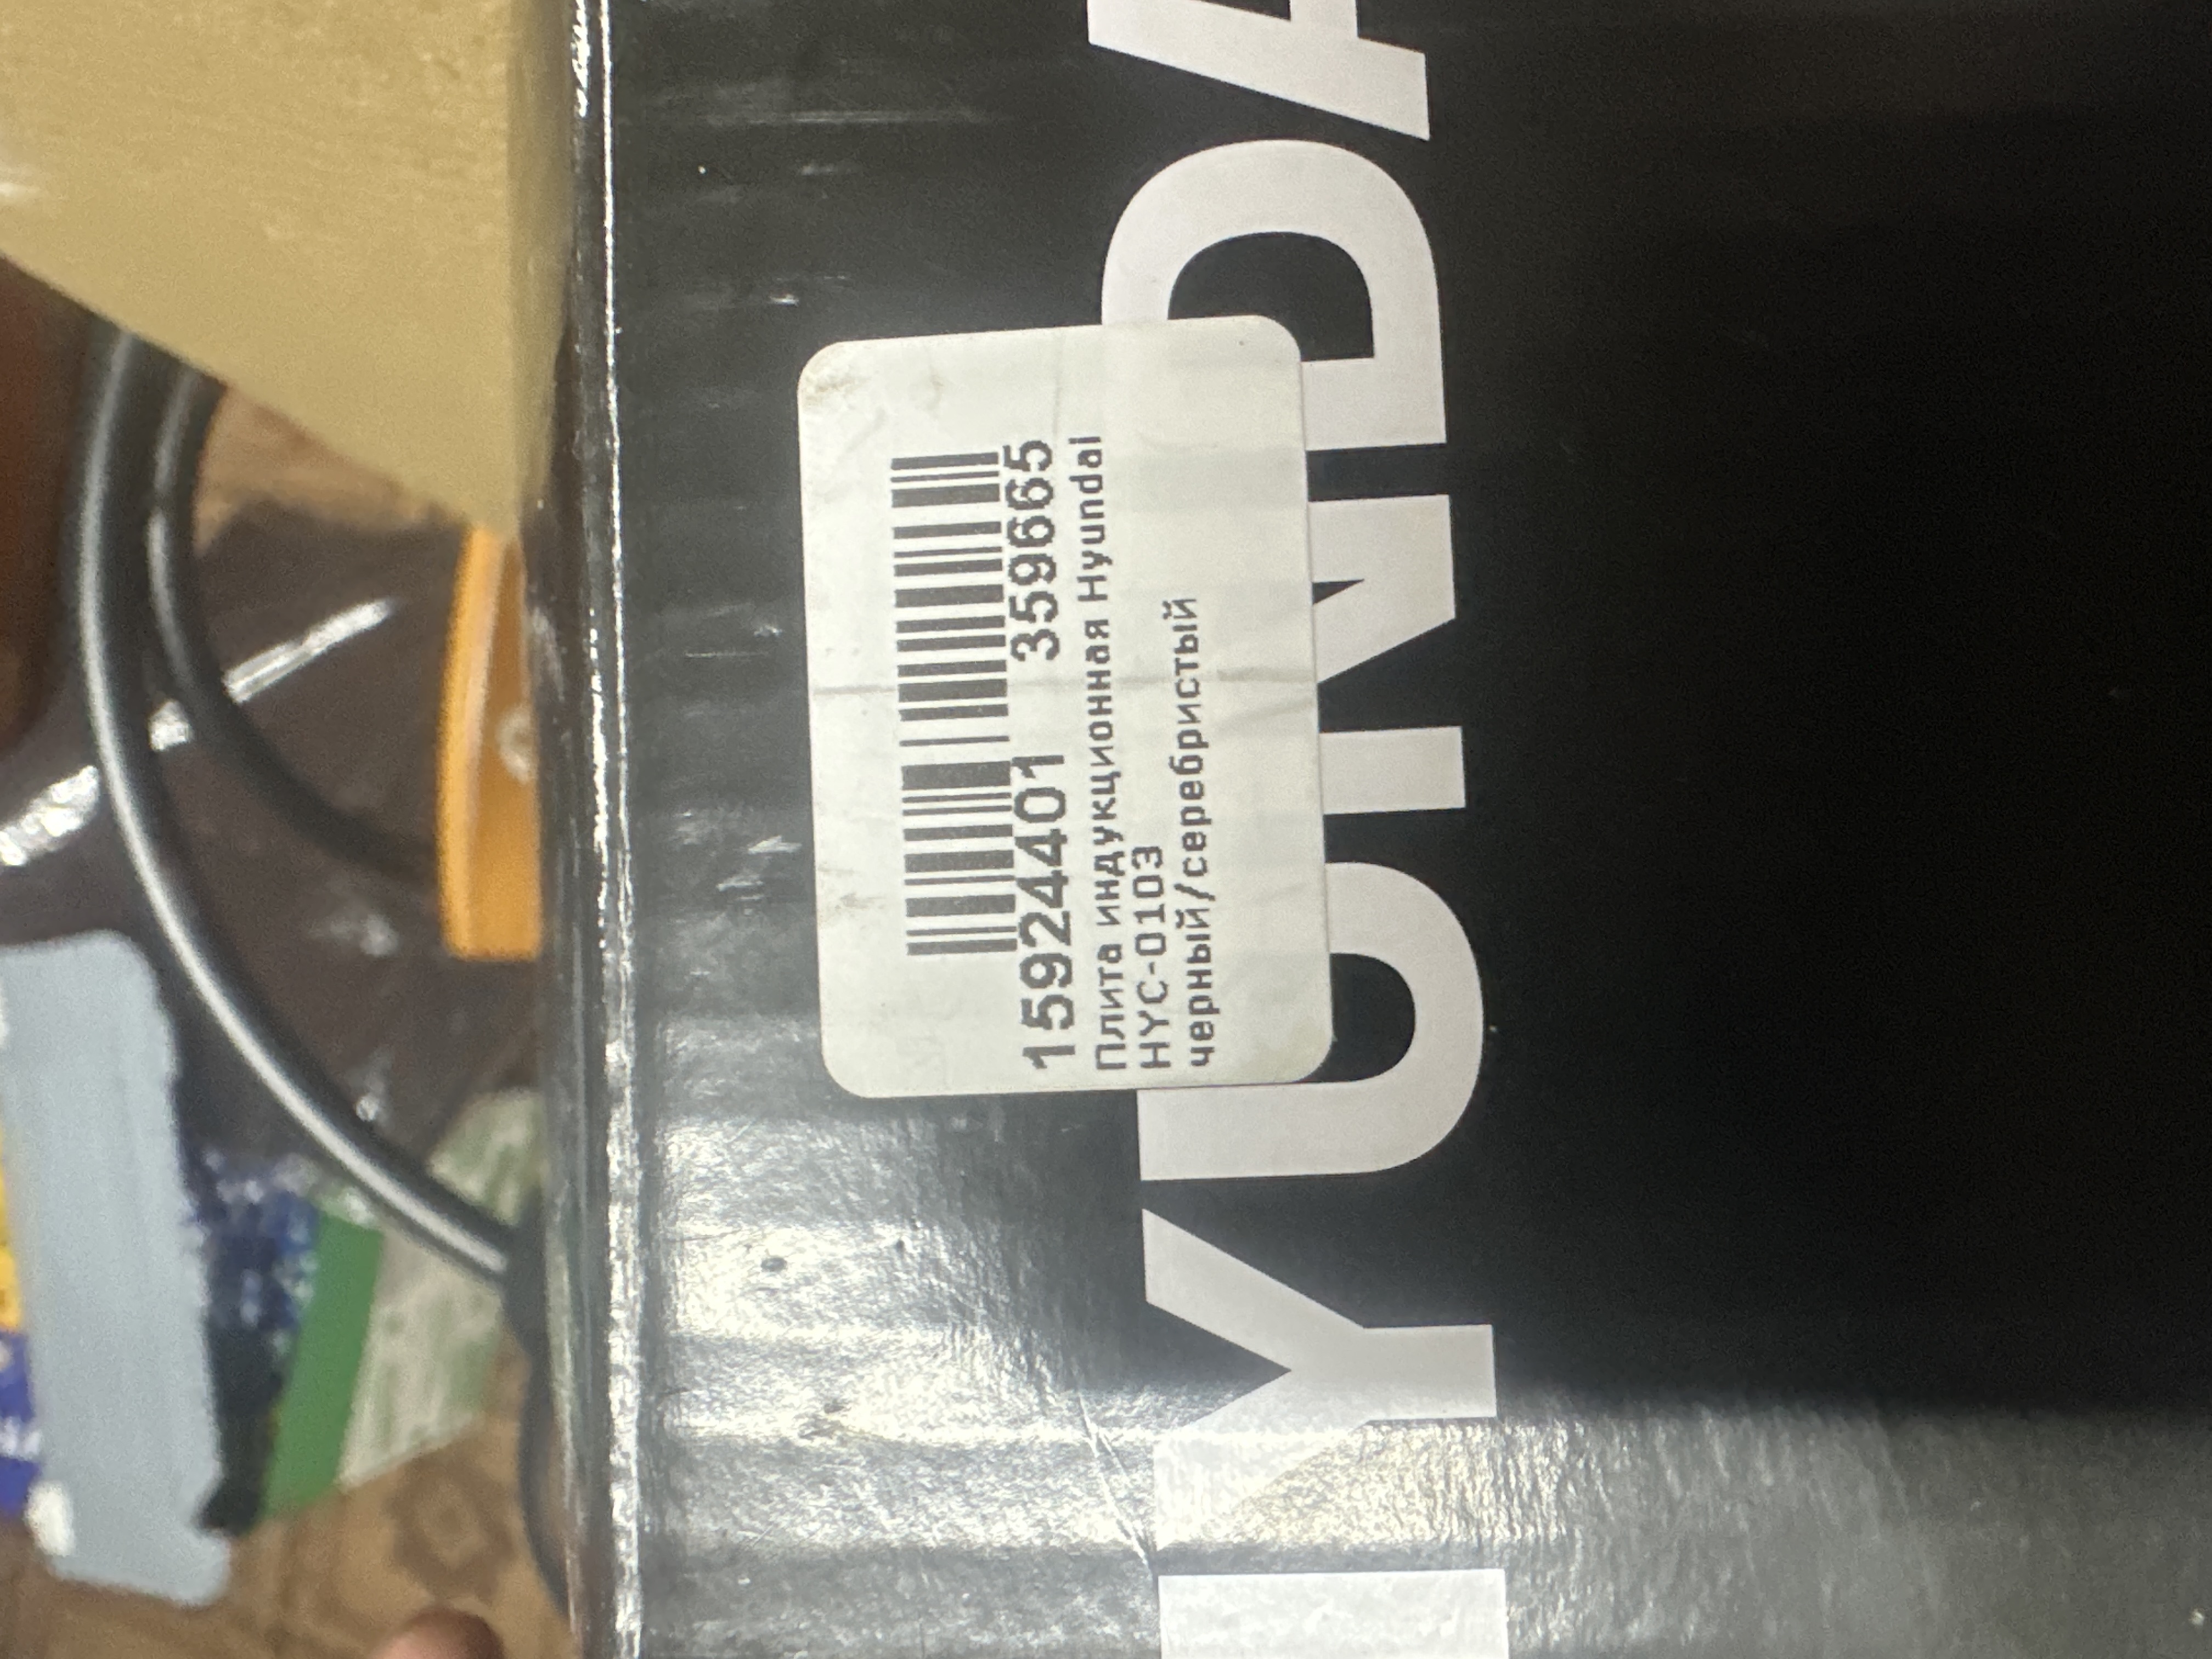 15924401 359665
Плита индукционная Hyundai
HYC-0103
черный/серебристый
HYUNDA